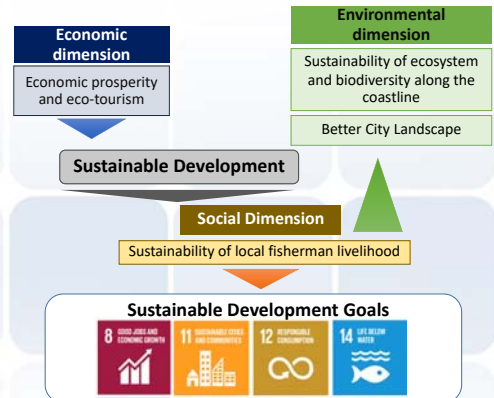 Economic
dimension
Economic prosperity
and eco-tourism
Environmental
dimension
Sustainability of ecosystem
and biodiversity along the
coastline
Better City Landscape
Sustainable Development
Social Dimension
Sustainability of local fisherman livelihood
Sustainable Development Goals
8 GOOD JOBS AND
ECONOMIC GROWTH
11 SUSTAINABLE CITIES
AND COMMUNITIES
12 RESPONSIBLE
CONSUMPTION
14 LIFE BELOW
WATER